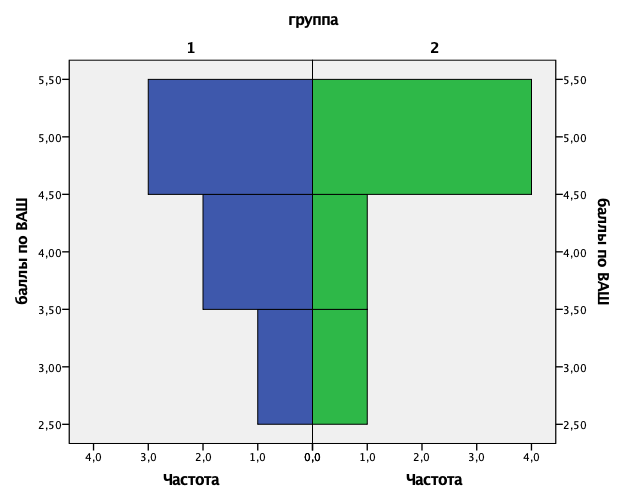 группа
1 2
5,50 5,50
5,00 5,00
4,50 4,50
4,00 4,00
3,50 3,50
3,00 3,00
2,50 2,50
баллы по ВАШ
баллы по ВАШ
4,0 3,0 2,0 1,0 0,0 1,0 2,0 3,0 4,0
Частота Частота